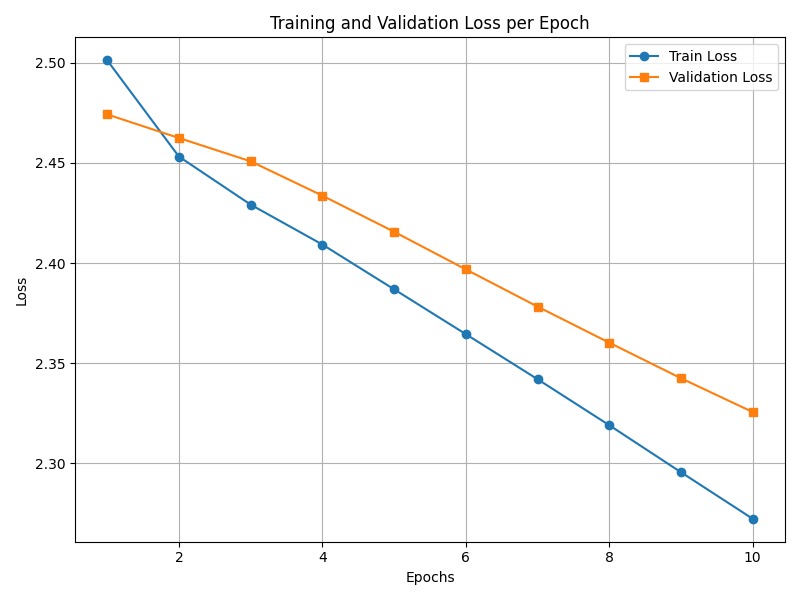 Training and Validation Loss per Epoch
Train Loss
Validation Loss
2.50
2.45
2.40
2.35
2.30
Loss
2 4 6 8 10
Epochs